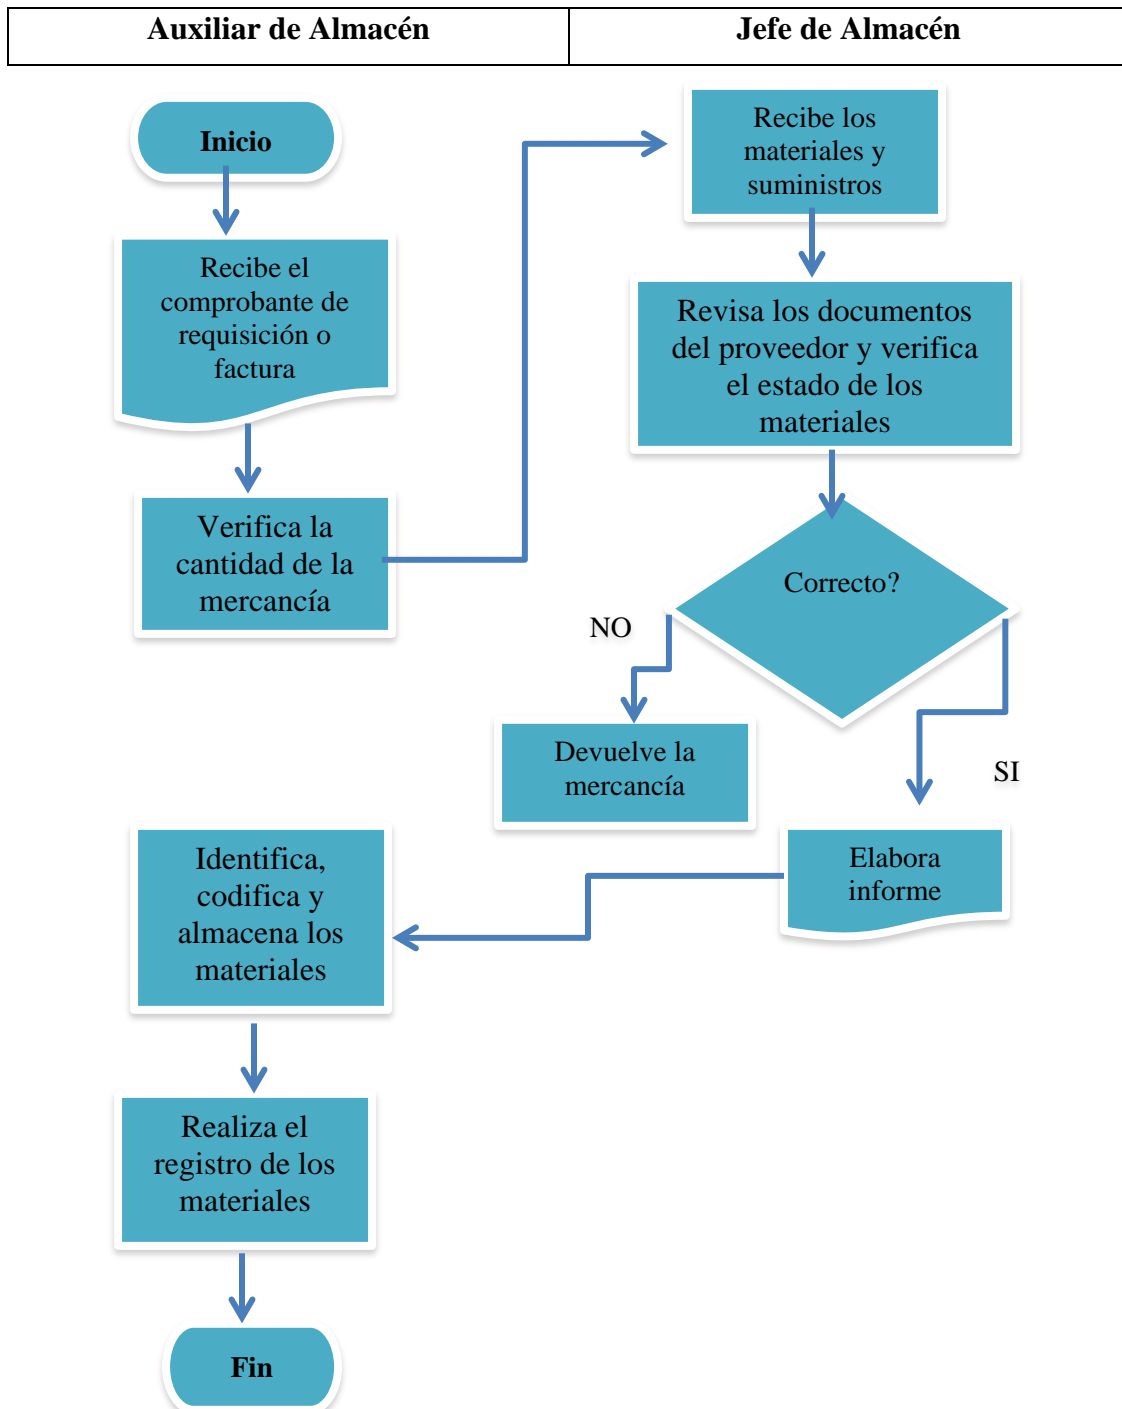 Auxiliar de Almacén
Jefe de Almacén
Inicio
Recibe el
comprobante de
requisición o
factura
Verifica la
cantidad de la
mercancía
Recibe los
materiales y
suministros
Revisa los documentos
del proveedor y verifica
el estado de los
materiales
Correcto?
NO
Devuelve la
mercancía
SI
Elabora
informe
Identifica,
codifica y
almacena los
materiales
Realiza el
registro de los
materiales
Fin